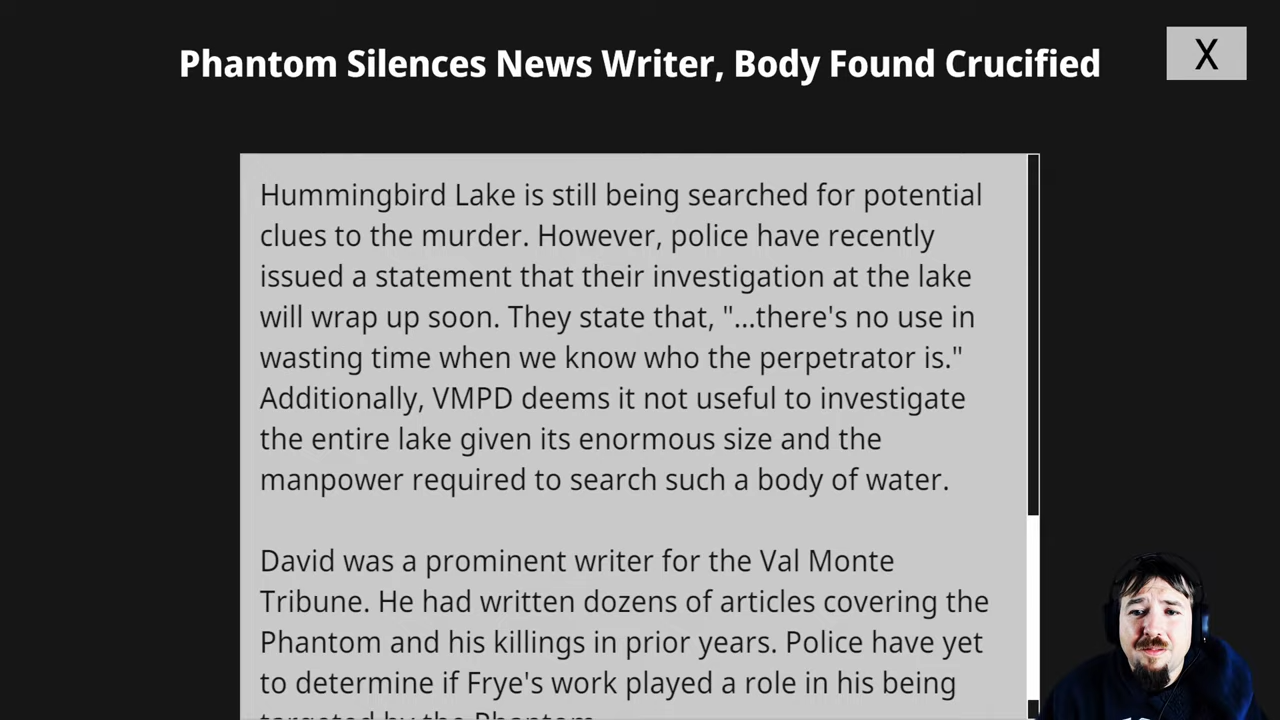 Phantom Silences News Writer, Body Found Crucified
X
Hummingbird Lake is still being searched for potential
clues to the murder. However, police have recently
issued a statement that their investigation at the lake
will wrap up soon. They state that, "...there's no use in
wasting time when we know who the perpetrator is."
Additionally, VMPD deems it not useful to investigate
the entire lake given its enormous size and the
manpower required to search such a body of water.
David was a prominent writer for the Val Monte
Tribune. He had written dozens of articles covering the
Phantom and his killings in prior years. Police have yet
to determine if Frye's work played a role in his being
targeted by the Phantom.